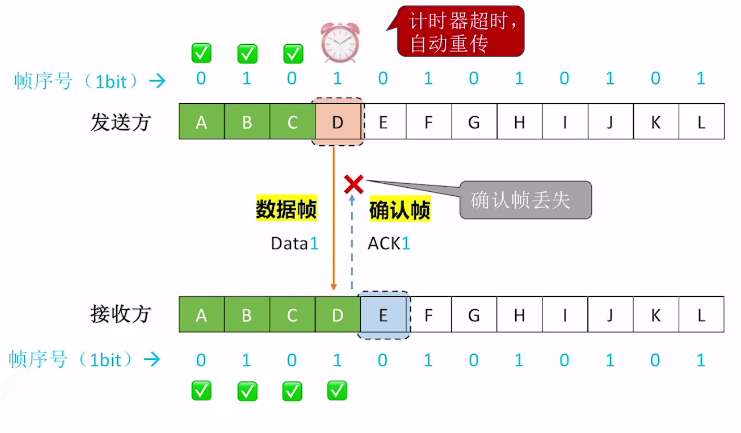 计时器超时，
自动重传
帧序号（1bit）→ 0 1 0 1 0 1 0 1 0 1 0 1
发送方 A B C D E F G H I J K L
确认帧丢失
数据帧 确认帧
Data1 ACK1
接收方 A B C D E F G H I J K L
帧序号（1bit）→ 0 1 0 1 0 1 0 1 0 1 0 1